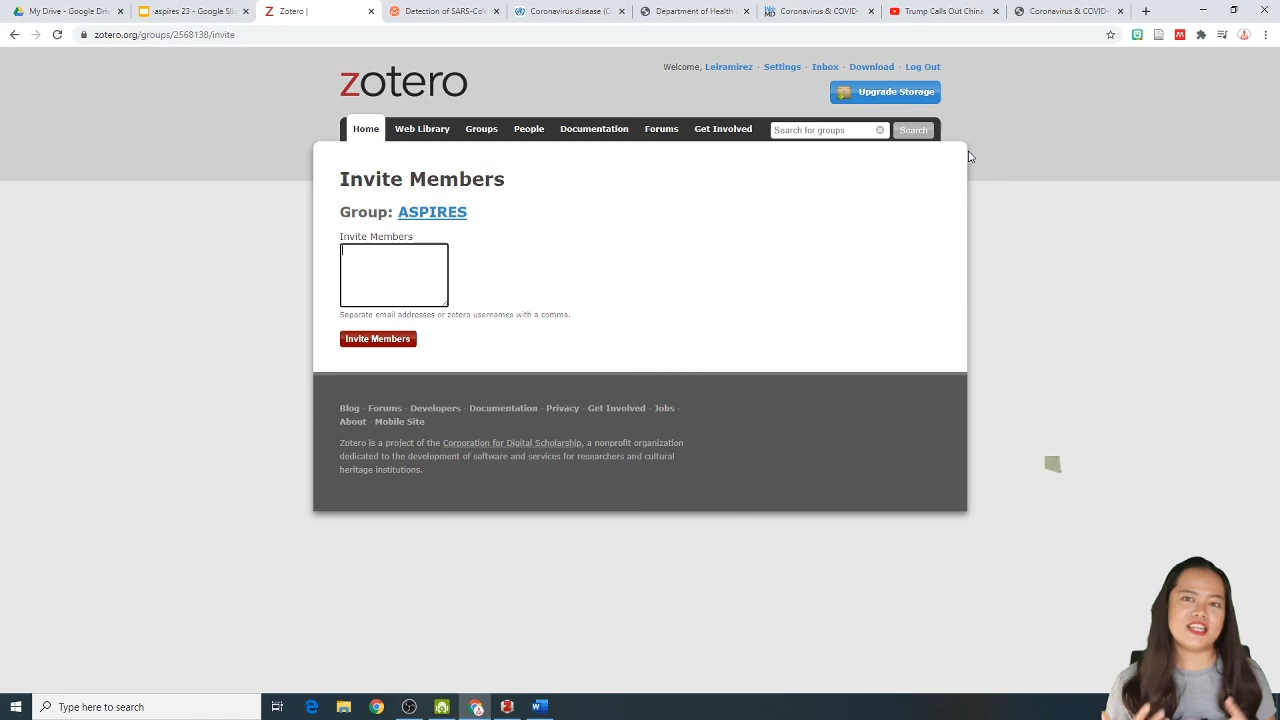 My Drive - Google Driv
aspires 23 - Google Sli
Zotero |
Detection of SARS-CoV
Coronavirus disease (C
Department of Health
Coronavirus & COVID-
Trump Calls Out China
Coronavirus & COVID-
zotero.org/groups/2568138/invite
zotero
Welcome, Leiramirez · Settings · Inbox · Download · Log Out
Upgrade Storage
Home
Web Library
Groups
People
Documentation
Forums
Get Involved
Search for groups
Search
Invite Members
Group: ASPIRES
Invite Members
Separate email addresses or zotero usernames with a comma.
Invite Members
Blog · Forums · Developers · Documentation · Privacy · Get Involved · Jobs ·
About · Mobile Site
Zotero is a project of the Corporation for Digital Scholarship, a nonprofit organization
dedicated to the development of software and services for researchers and cultural
heritage institutions.
Type here to search